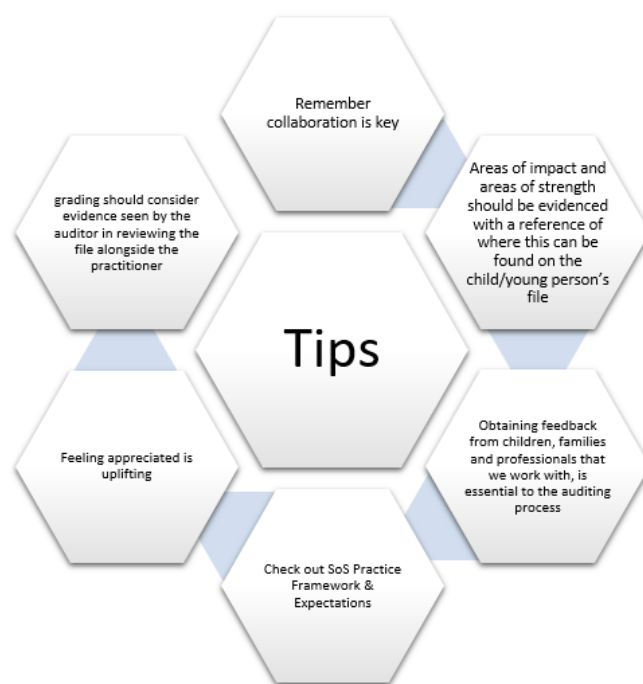 Remember
collaboration is key
Areas of impact and
areas of strength
should be evidenced
with a reference of
where this can be
found on the
child/young person's
file
Obtaining feedback
from children, families
and professionals that
we work with, is
essential to the auditing
process
Check out SoS Practice
Framework &
Expectations
Feeling appreciated is
uplifting
grading should consider
evidence seen by the
auditor in reviewing the
file alongside the
practitioner
Tips